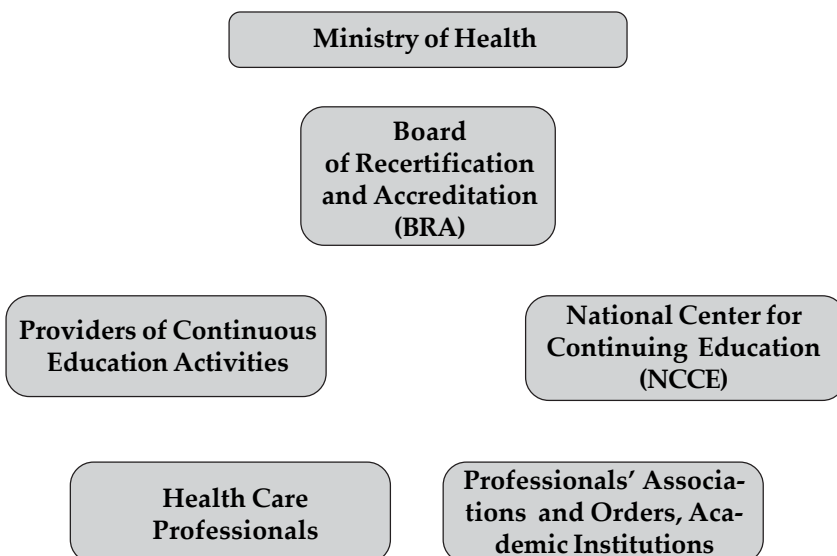 Ministry of Health
Board
of Recertification
and Accreditation
(BRA)
Providers of Continuous
Education Activities
National Center for
Continuing Education
(NCCE)
Health Care
Professionals
Professionals' Associa-
tions and Orders, Aca-
demic Institutions